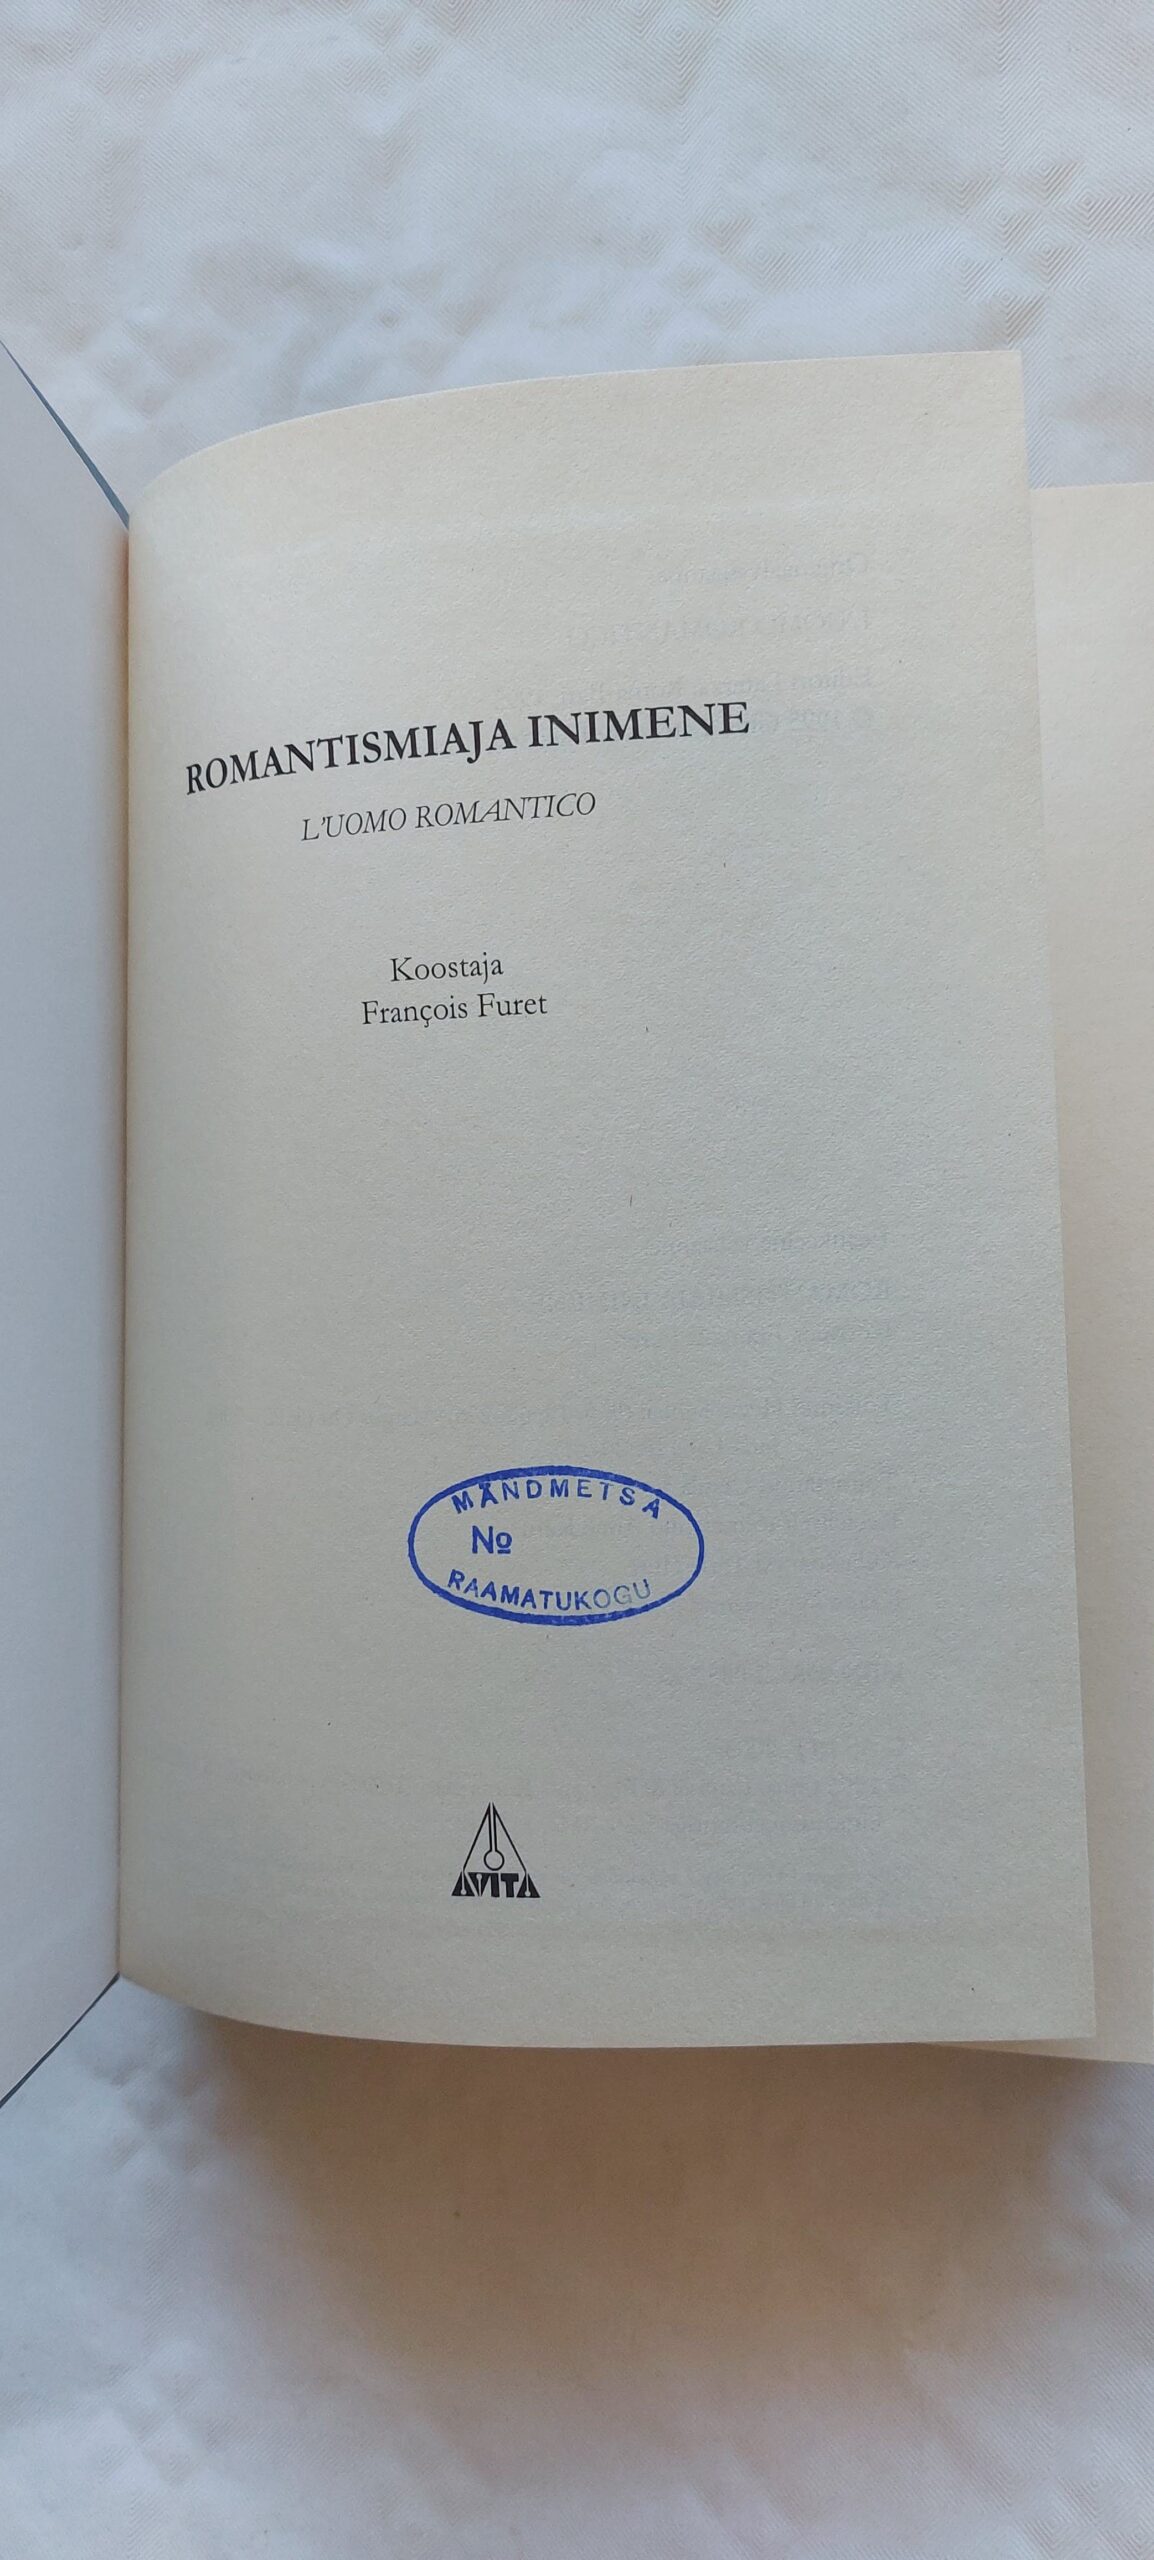 ROMANTISMIAJA INIMENE
L'UOMO ROMANTICO
Koostaja
François Furet
MÄNDMETSA
№
RAAMATUKOGU
AVITA